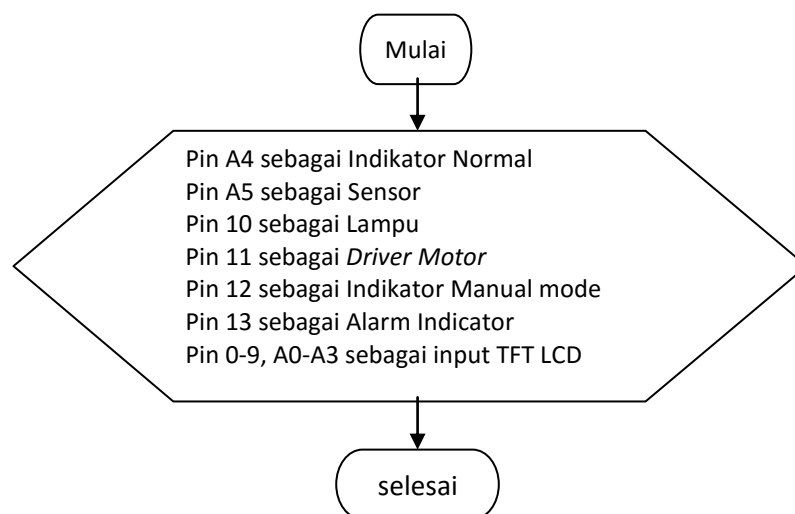 Mulai
Pin A4 sebagai Indikator Normal
Pin A5 sebagai Sensor
Pin 10 sebagai Lampu
Pin 11 sebagai Driver Motor
Pin 12 sebagai Indikator Manual mode
Pin 13 sebagai Alarm Indicator
Pin 0-9, A0-A3 sebagai input TFT LCD
selesai